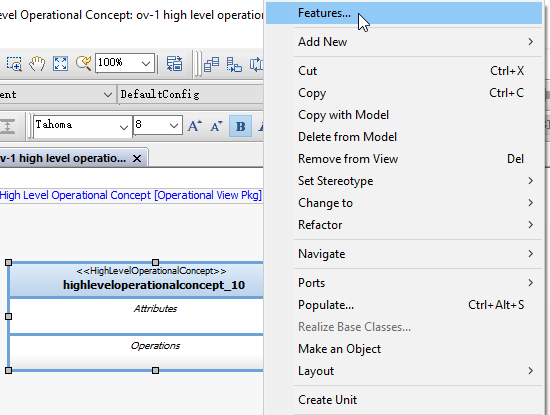 vel Operational Concept: ov-1 high level operation
100%
ent
DefaultConfig
Tahoma
8
A
A
B
ov-1 high level operatio...
High Level Operational Concept [Operational View Pkg]
<<HighLevelOperationalConcept>>
highleveloperationalconcept_10
Attributes
Operations
Features...
Add New
Cut Ctrl+X
Copy Ctrl+C
Copy with Model
Delete from Model
Remove from View Del
Set Stereotype
Change to
Refactor
Navigate
Ports
Populate... Ctrl+Alt+S
Realize Base Classes...
Make an Object
Layout
Create Unit